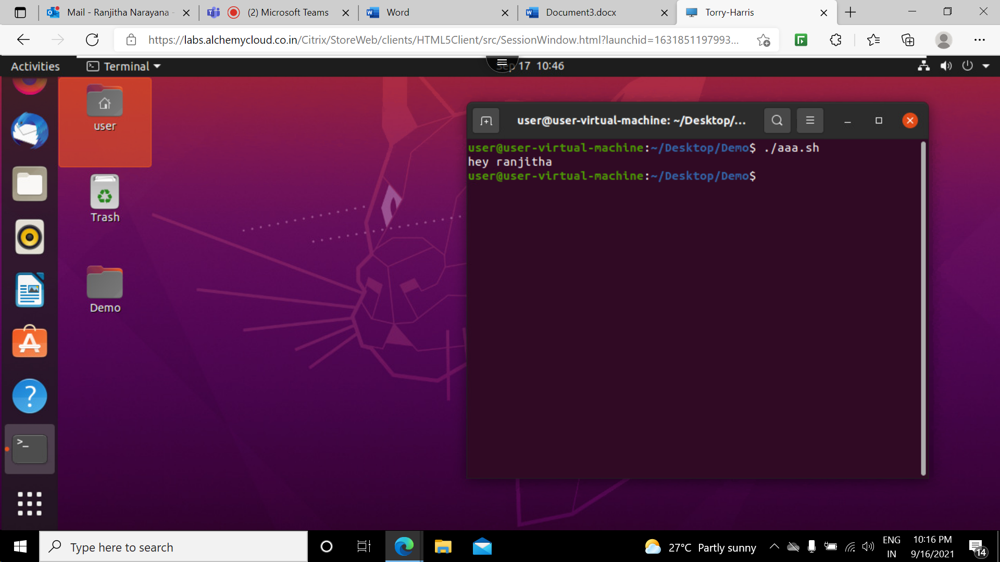 Mail - Ranjitha Narayana -
(2) Microsoft Teams
Word
Document3.docx
Torry-Harris
https://labs.alchemycloud.co.in/Citrix/StoreWeb/clients/HTML5Client/src/SessionWindow.html?launchid=1631851197993...
Activities
Terminal
Sep 17 10:46
user
Trash
Demo
user@user-virtual-machine: ~/Desktop/...
user@user-virtual-machine:~/Desktop/Demo$ ./aaa.sh
hey ranjitha
user@user-virtual-machine:~/Desktop/Demo$
Type here to search
27°C Partly sunny
ENG
IN
10:16 PM
9/16/2021
14